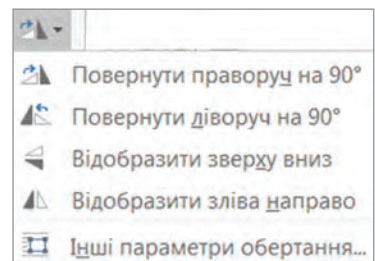 Повернути праворуч на 90°
Повернути ліворуч на 90°
Відобразити зверху вниз
Відобразити зліва направо
Інші параметри обертання...